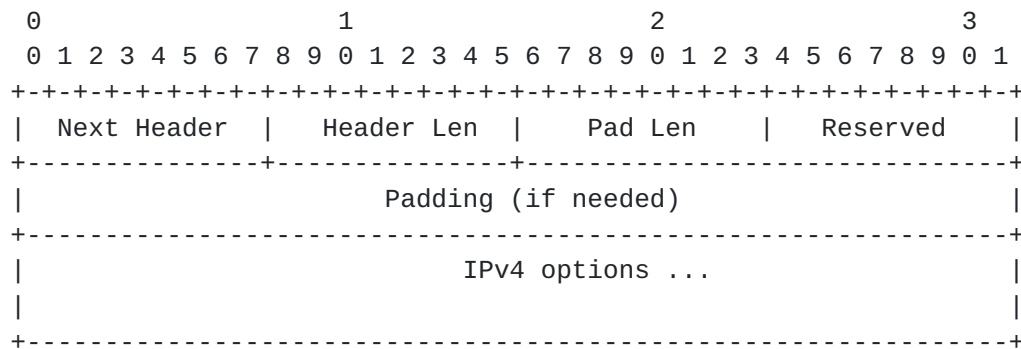 0                   1                   2                   3
 0 1 2 3 4 5 6 7 8 9 0 1 2 3 4 5 6 7 8 9 0 1 2 3 4 5 6 7 8 9 0 1
+-+-+-+-+-+-+-+-+-+-+-+-+-+-+-+-+-+-+-+-+-+-+-+-+-+-+-+-+-+-+-+-+
|  Next Header  |   Header Len  |    Pad Len    |   Reserved    |
+---------------+---------------+-------------------------------+
|                       Padding (if needed)                     |
+---------------------------------------------------------------+
|                            IPv4 options ...                   |
|                                                               |
+---------------------------------------------------------------+